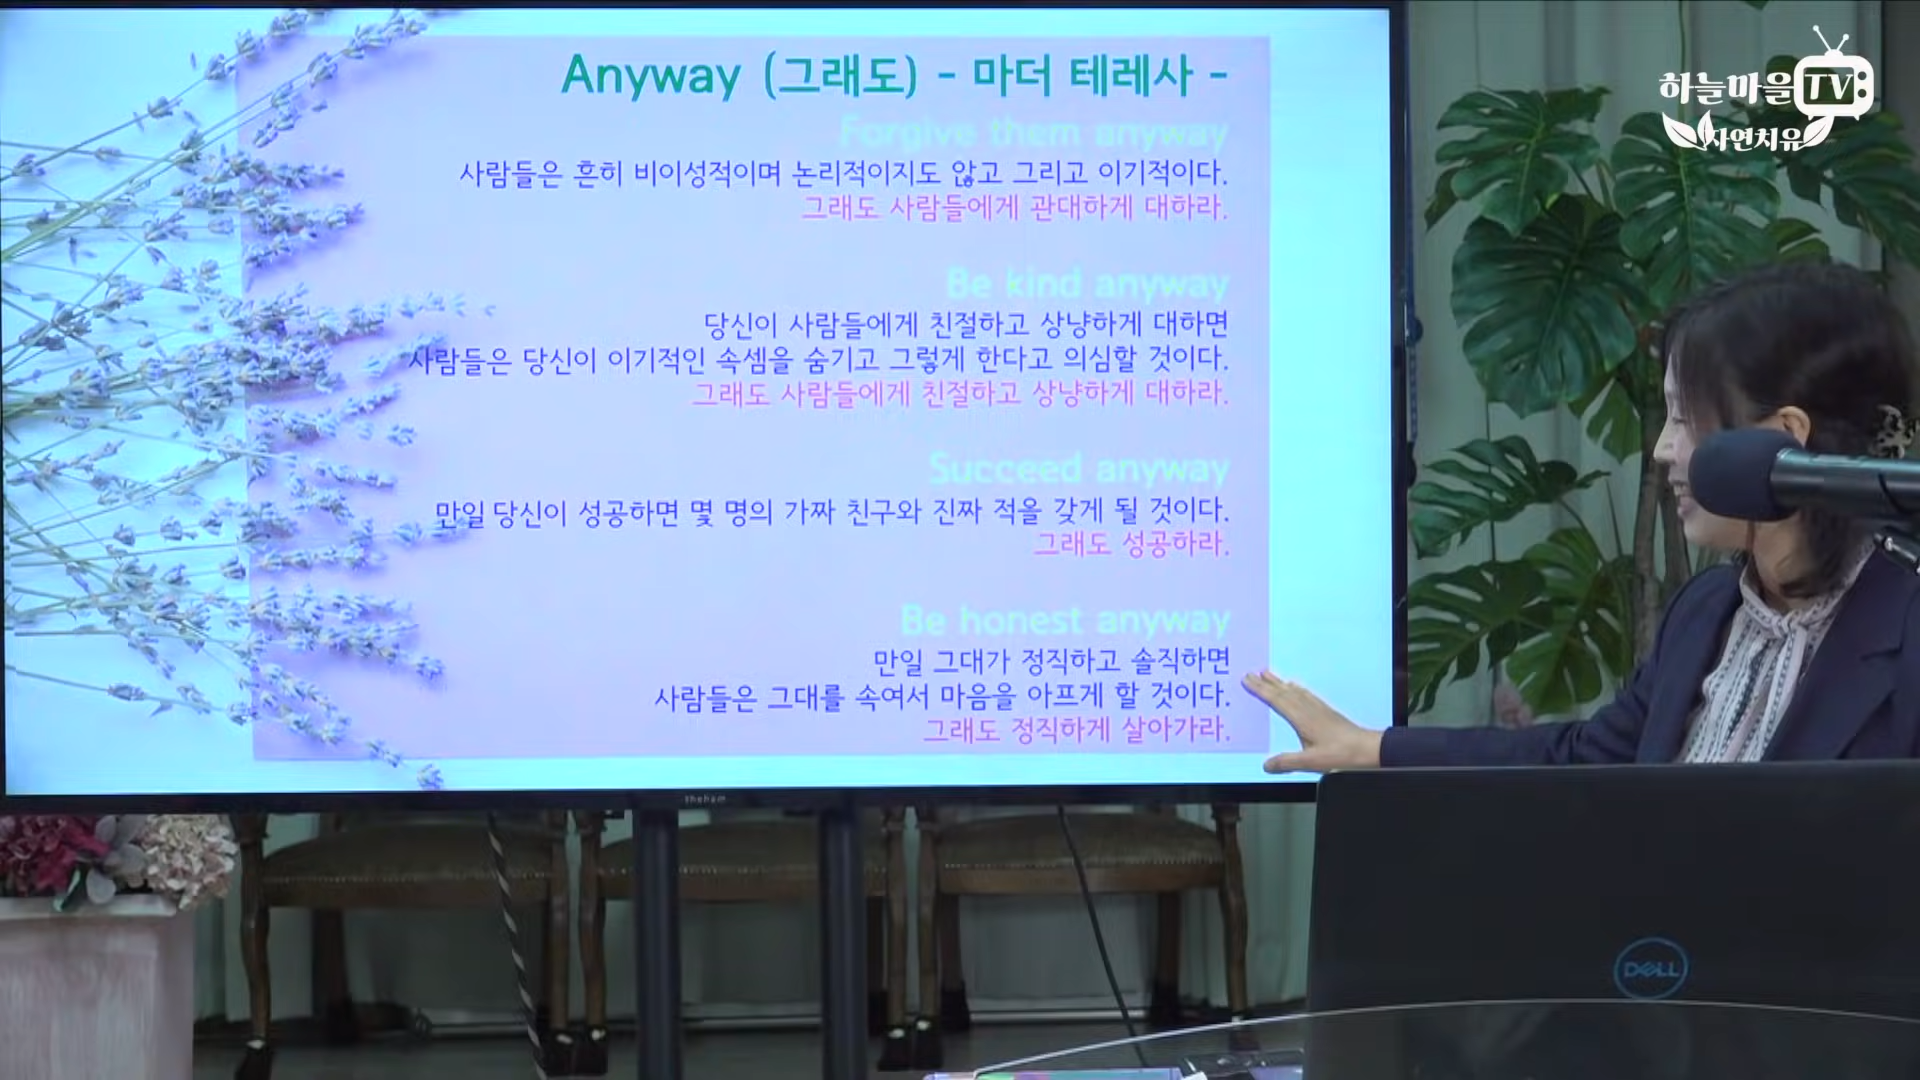 Anyway (그래도) - 마더 테레사 -
Forgive them anyway
사람들은 흔히 비이성적이며 논리적이지도 않고 그리고 이기적이다.
그래도 사람들에게 관대하게 대하라.
Be kind anyway
당신이 사람들에게 친절하고 상냥하게 대하면
사람들은 당신이 이기적인 속셈을 숨기고 그렇게 한다고 의심할 것이다.
그래도 사람들에게 친절하고 상냥하게 대하라.
Succeed anyway
만일 당신이 성공하면 몇 명의 가짜 친구와 진짜 적을 갖게 될 것이다.
그래도 성공하라.
Be honest anyway
만일 그대가 정직하고 솔직하면
사람들은 그대를 속여서 마음을 아프게 할 것이다.
그래도 정직하게 살아가라.
하늘마을 TV
자연치유
theham
DELL